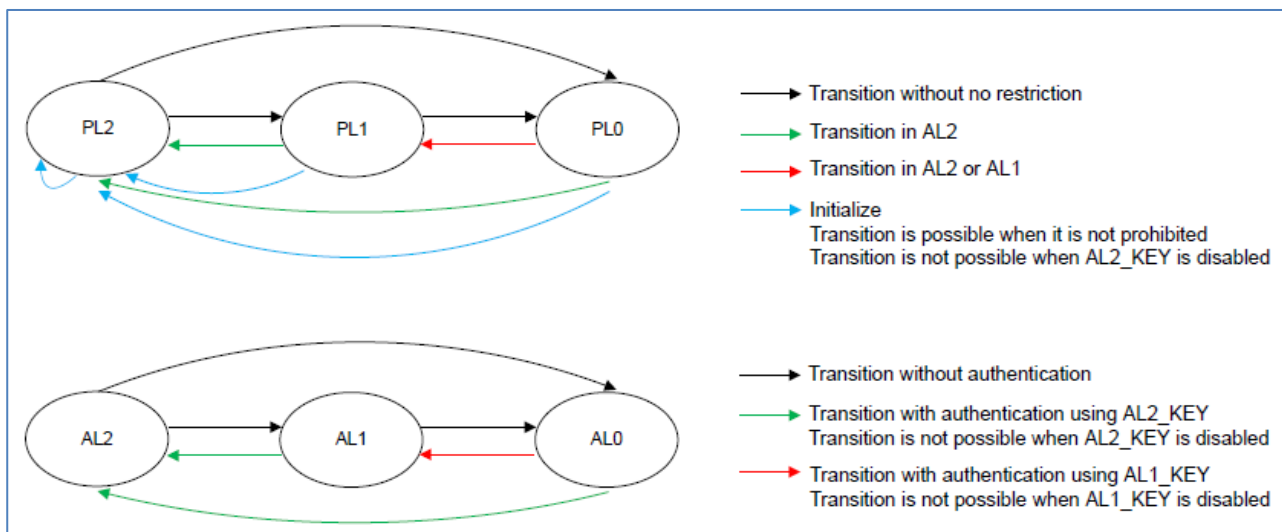 PL2
PL1
PL0
Transition without no restriction
Transition in AL2
Transition in AL2 or AL1
Initialize
Transition is possible when it is not prohibited
Transition is not possible when AL2_KEY is disabled
AL2
AL1
AL0
Transition without authentication
Transition with authentication using AL2_KEY
Transition is not possible when AL2_KEY is disabled
Transition with authentication using AL1_KEY
Transition is not possible when AL1_KEY is disabled